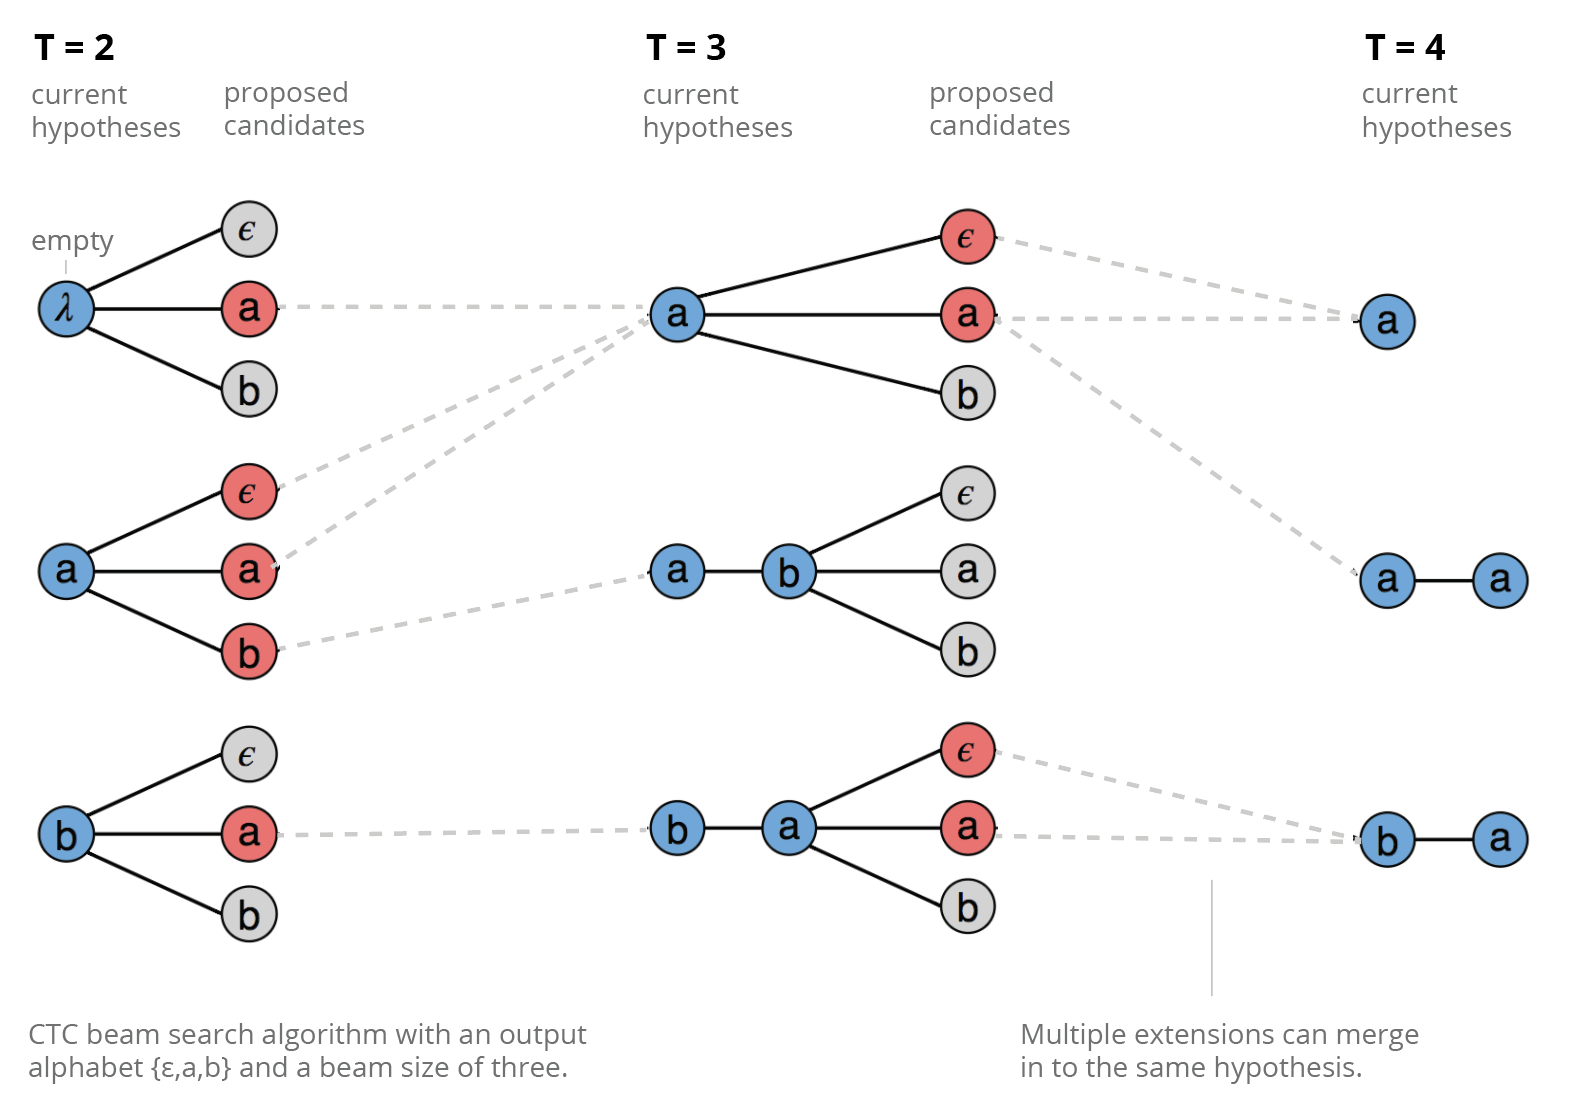 T = 2
T = 3
T = 4
current
hypotheses
proposed
candidates
current
hypotheses
proposed
candidates
current
hypotheses
empty
λ
ϵ
a
b
a
ϵ
a
b
a
a
ϵ
a
b
a
b
ϵ
a
b
a
a
b
ϵ
a
b
b
a
ϵ
a
b
b
a
CTC beam search algorithm with an output
alphabet {ε,a,b} and a beam size of three.
Multiple extensions can merge
in to the same hypothesis.